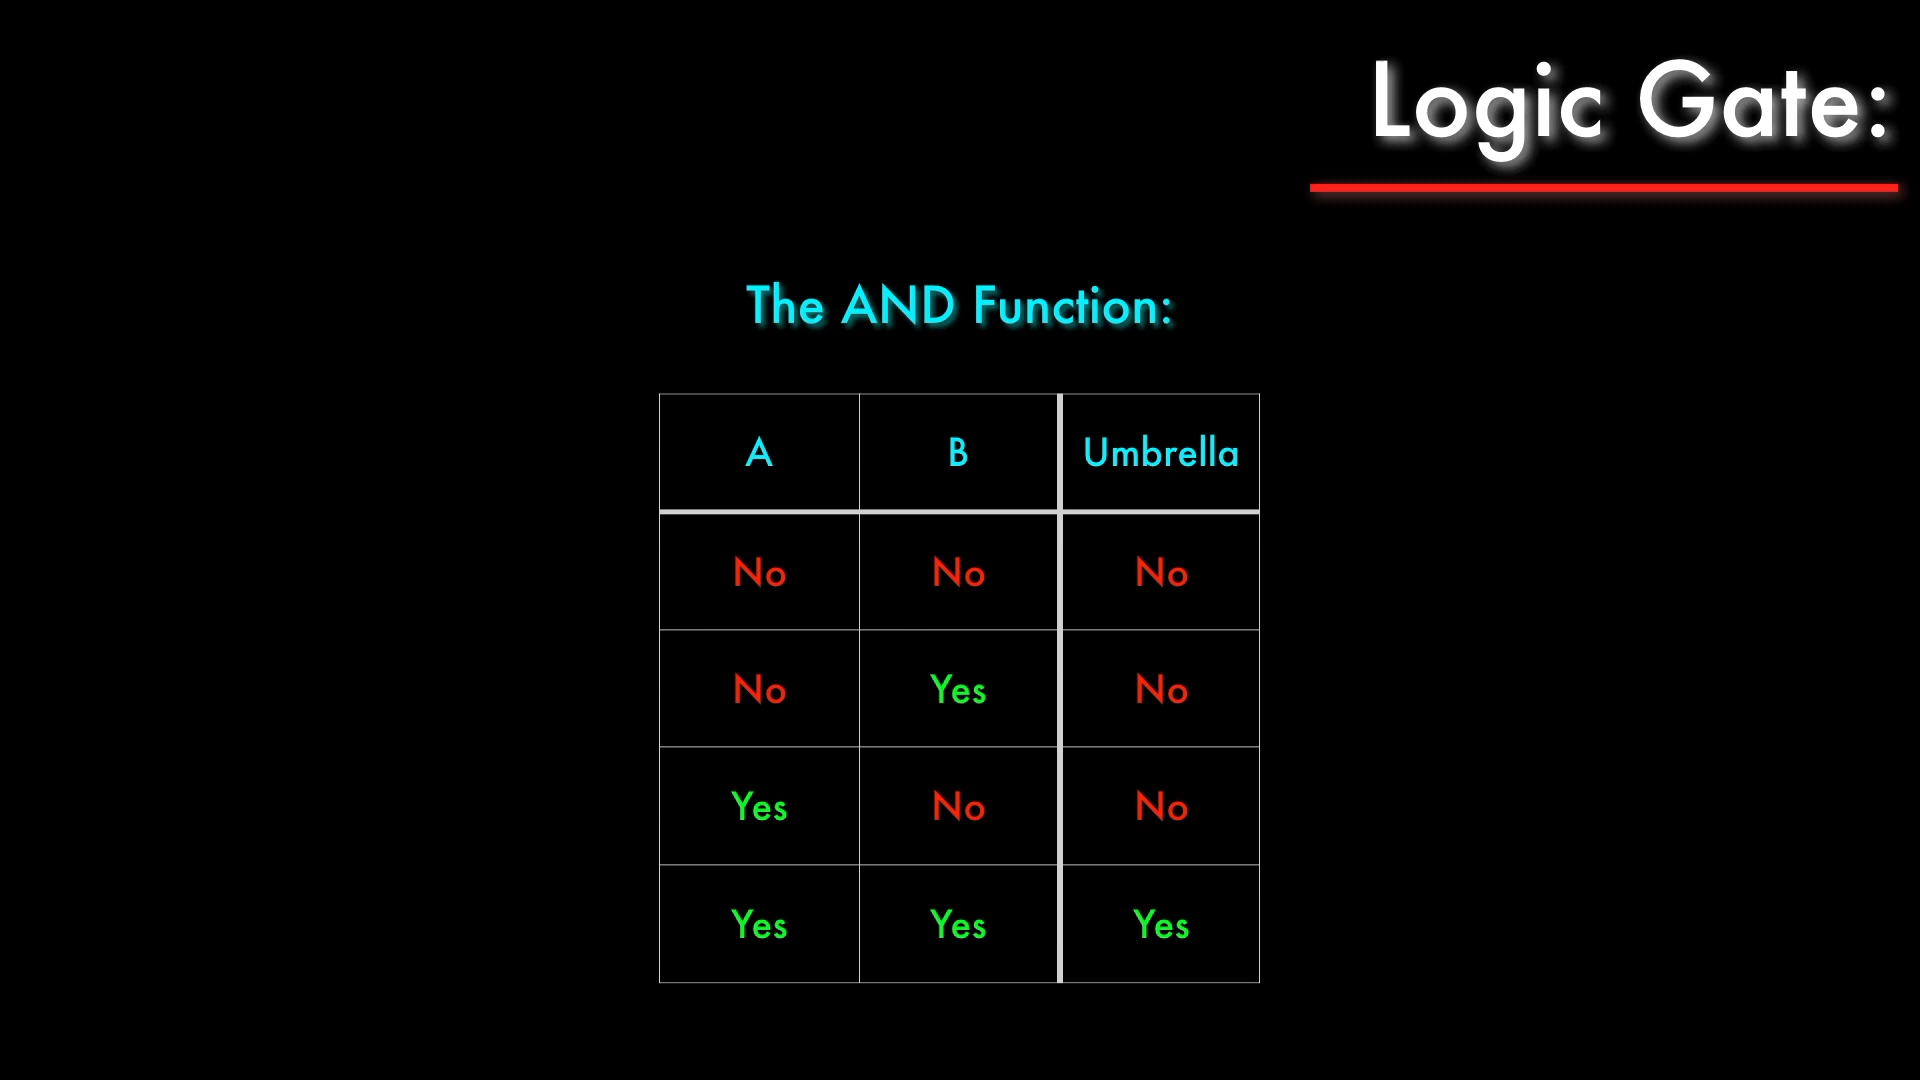 Logic Gate:
The AND Function:
A B Umbrella
No No No
No Yes No
Yes No No
Yes Yes Yes